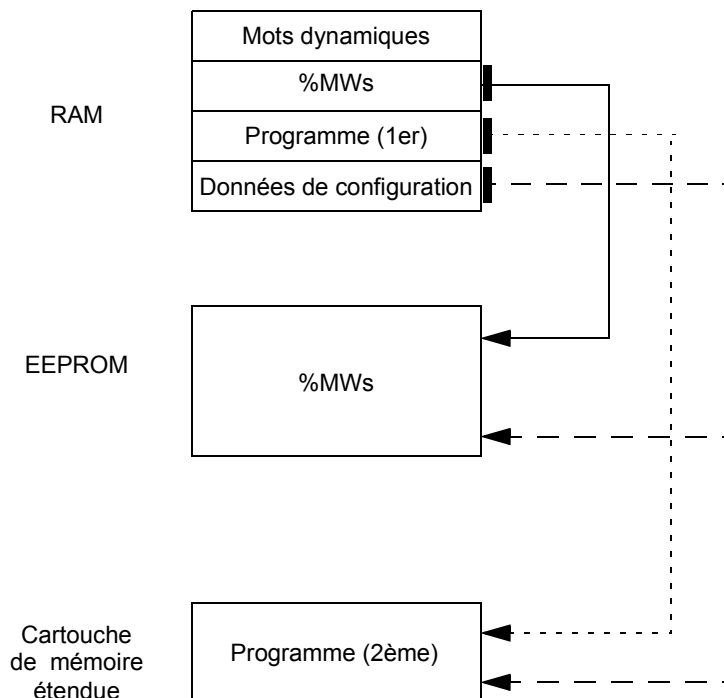 Mots dynamiques
%MWs
RAM
Programme (1er)
Données de configuration
EEPROM
%MWs
Cartouche
de mémoire
étendue
Programme (2ème)